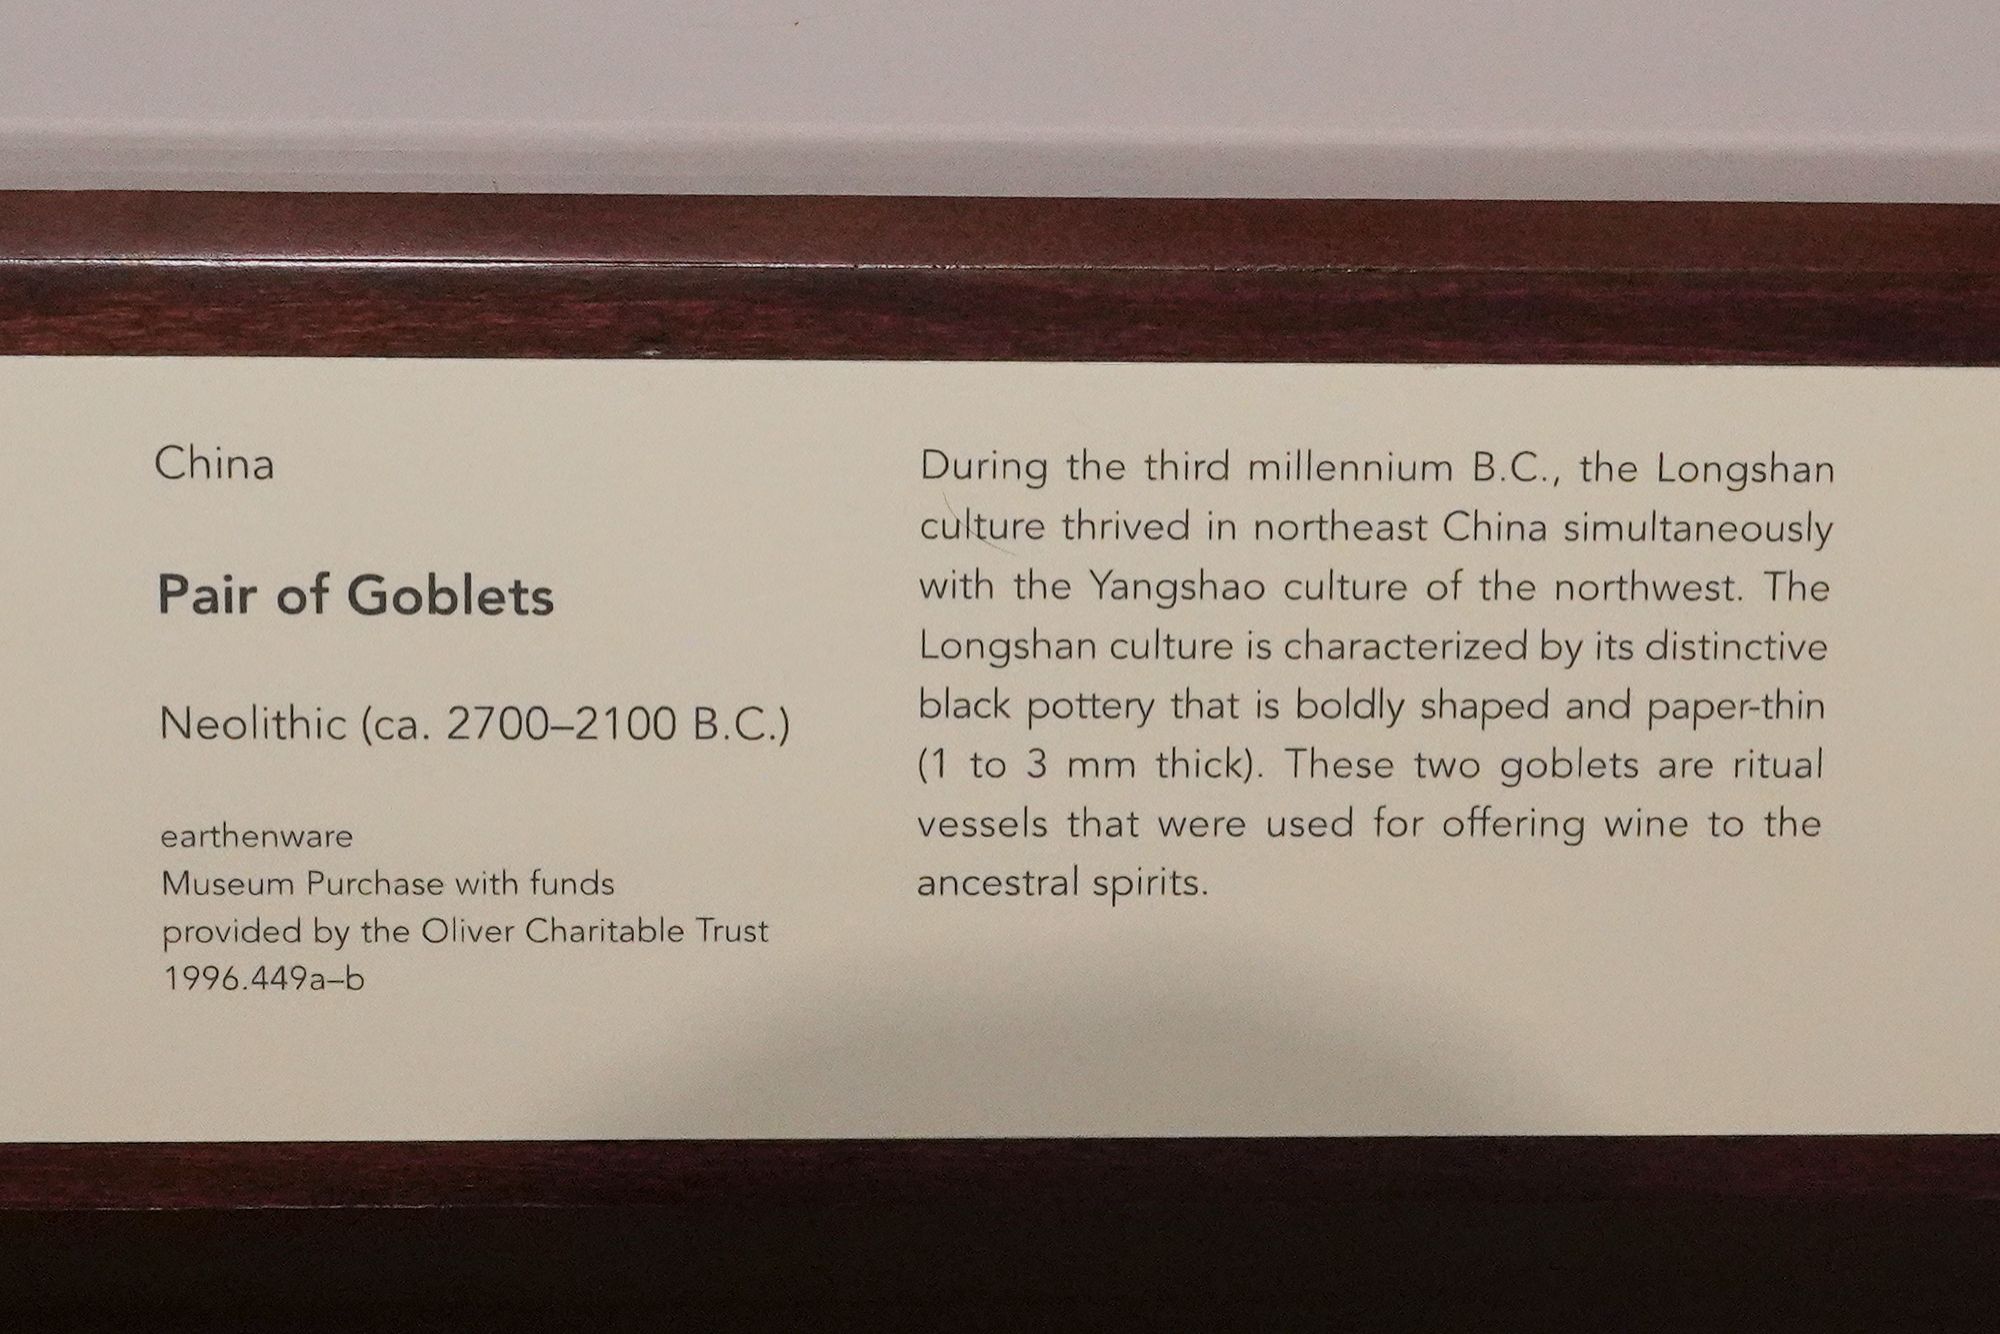 China
Pair of Goblets
Neolithic (ca. 2700–2100 B.C.)
earthenware
Museum Purchase with funds
provided by the Oliver Charitable Trust
1996.449a–b
During the third millennium B.C., the Longshan
culture thrived in northeast China simultaneously
with the Yangshao culture of the northwest. The
Longshan culture is characterized by its distinctive
black pottery that is boldly shaped and paper-thin
(1 to 3 mm thick). These two goblets are ritual
vessels that were used for offering wine to the
ancestral spirits.